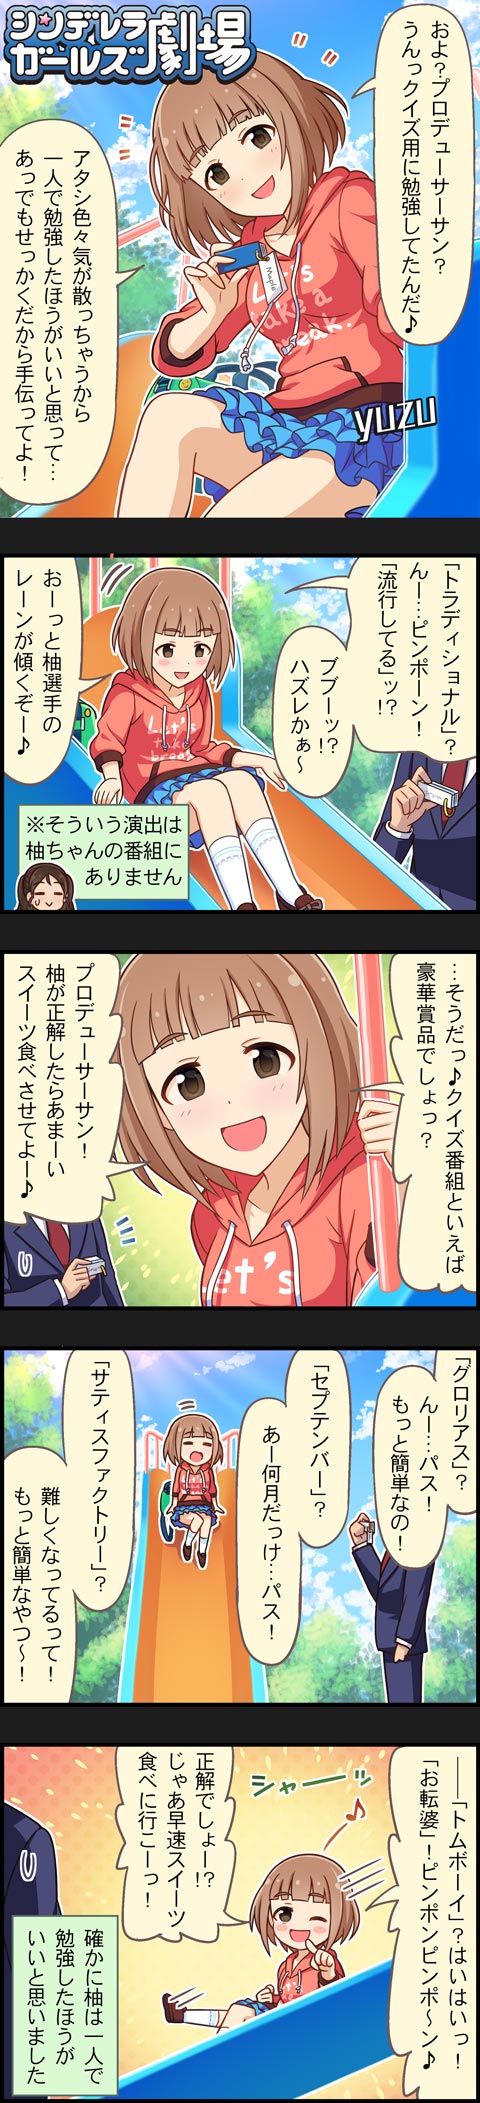 シンデレラ
ガールズ劇場
およ?プロデューサーサン?
うんっクイズ用に勉強してたんだ♪
アタシ色々気が散っちゃうから
一人で勉強したほうがいいと思って…
あっでもせっかくだから手伝ってよ!
Maple
Let's
take a
break.
yuzu
「トラディショナル」?
んー…ピンポーン!
「流行してる」ッ!?
ブブーッ!?
ハズレかぁ〜
おーっと柚選手の
レーンが傾くぞー♪
Let's
take
break
※そういう演出は
柚ちゃんの番組に
ありません
…そうだっ♪クイズ番組といえば
豪華賞品でしょっ?
プロデューサーサン!
柚が正解したらあまーい
スイーツ食べさせてよー♪
Let's
「グロリアス」?
んー…パス!
もっと簡単なの!
「セプテンバー」?
あー何月だっけ…パス!
「サティスファクトリー」?
難しくなってるって!
もっと簡単なやつ〜!
――「トムボーイ」?はいはいっ!
「お転婆」!ピンポンピンポ〜ン♪
シャーッ
正解でしょー!?
じゃあ早速スイーツ
食べに行こーっ!
確かに柚は一人で
勉強したほうが
いいと思いました